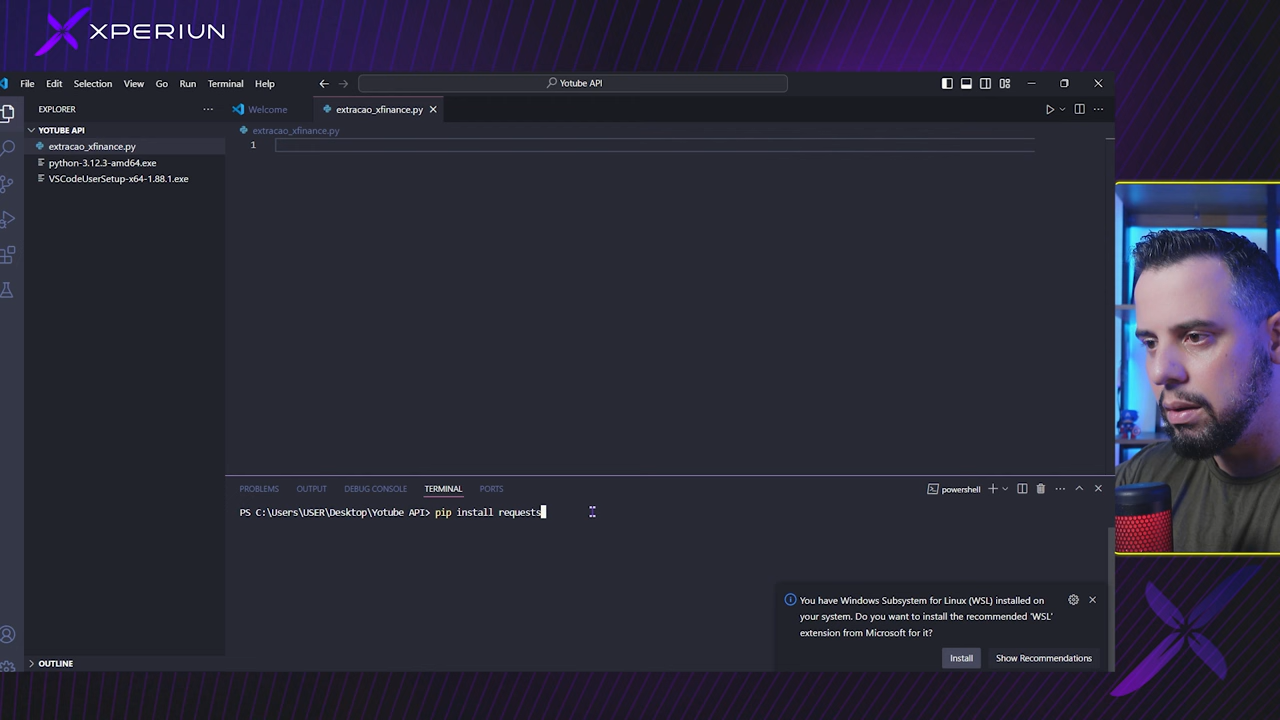 XPERIUN
File Edit Selection View Go Run Terminal Help
Yotube API
EXPLORER
Welcome
extracao_xfinance.py
YOTUBE API
extracao_xfinance.py
extracao_xfinance.py
1
python-3.12.3-amd64.exe
VSCodeUserSetup-x64-1.88.1.exe
PROBLEMS OUTPUT DEBUG CONSOLE TERMINAL PORTS
powershell
PS C:\Users\USER\Desktop\Yotube API> pip install requests
You have Windows Subsystem for Linux (WSL) installed on
your system. Do you want to install the recommended 'WSL'
extension from Microsoft for it?
Install
Show Recommendations
OUTLINE